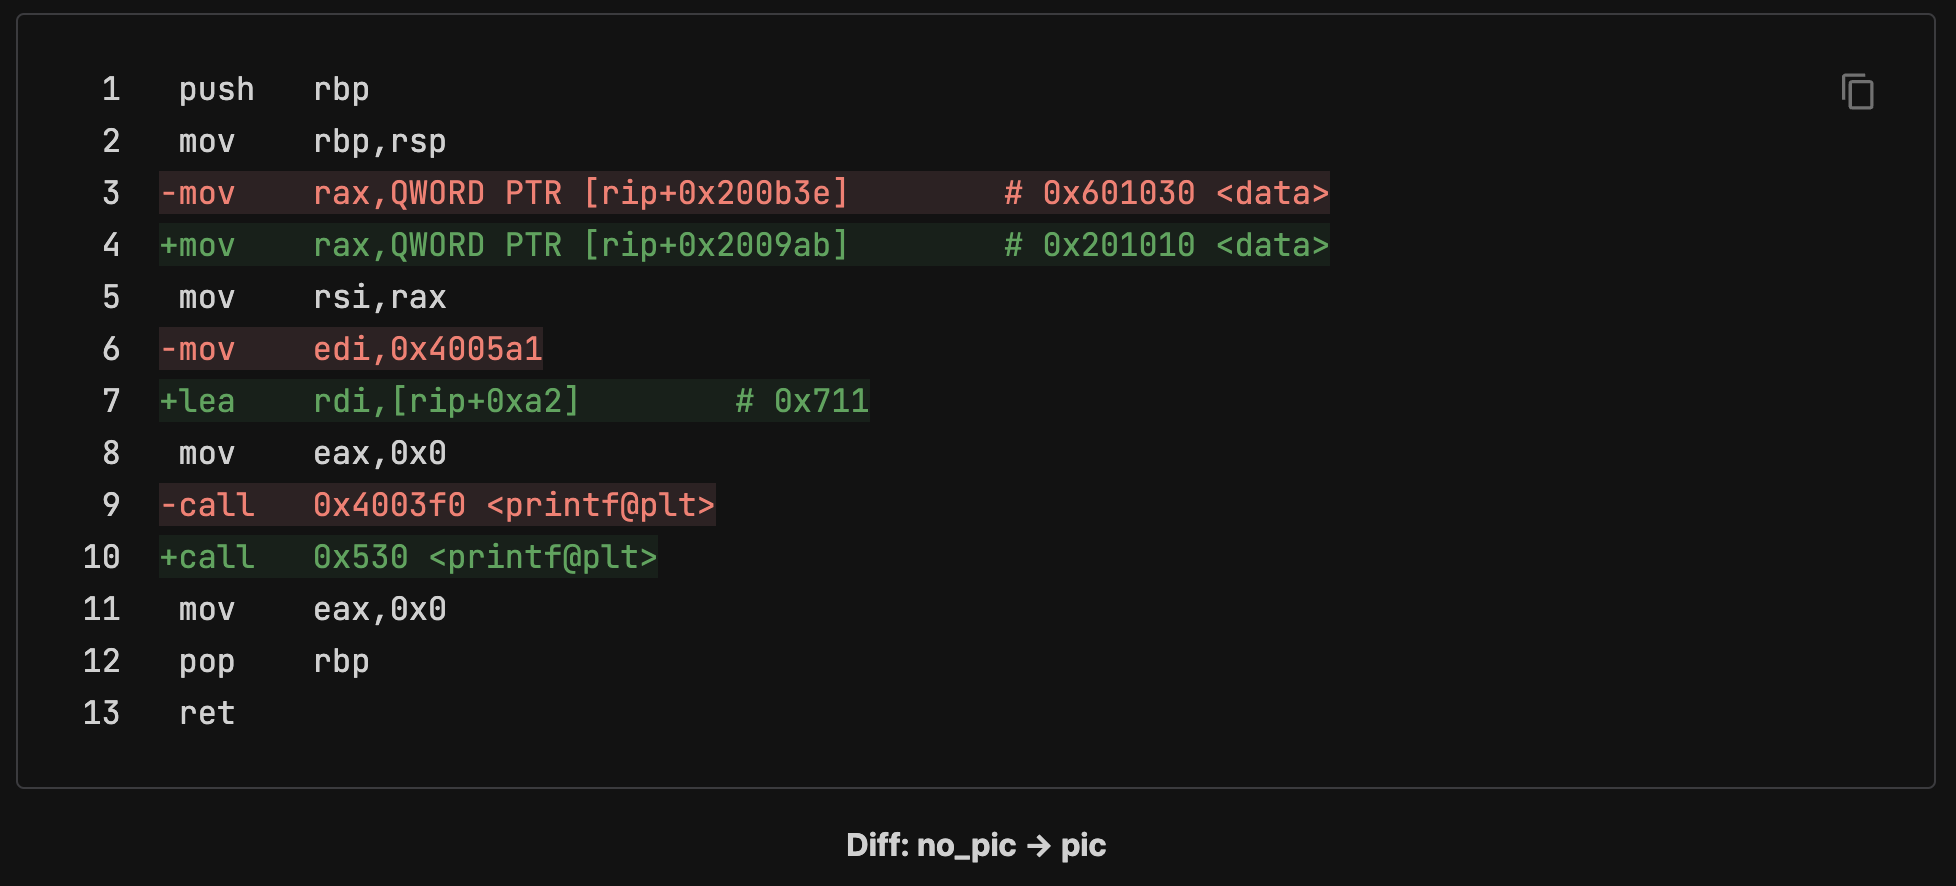 1 push rbp
2 mov rbp,rsp
3 -mov rax,QWORD PTR [rip+0x200b3e] # 0x601030 <data>
4 +mov rax,QWORD PTR [rip+0x2009ab] # 0x201010 <data>
5 mov rsi,rax
6 -mov edi,0x4005a1
7 +lea rdi,[rip+0xa2] # 0x711
8 mov eax,0x0
9 -call 0x4003f0 <printf@plt>
10 +call 0x530 <printf@plt>
11 mov eax,0x0
12 pop rbp
13 ret
Diff: no_pic → pic